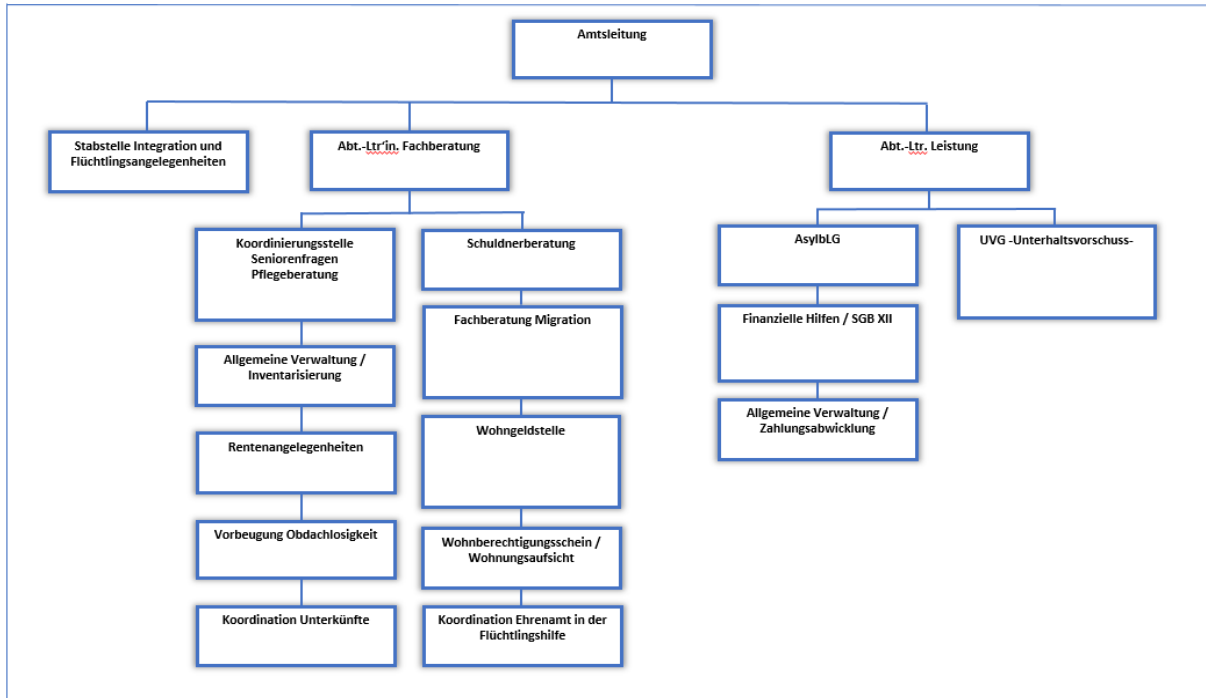 Amtsleitung
Stabstelle Integration und
Flüchtlingsangelegenheiten
Abt.-Ltr'in. Fachberatung
Abt.-Ltr. Leistung
Koordinierungsstelle
Seniorenfragen
Pflegeberatung
Schuldnerberatung
AsylbLG
UVG -Unterhaltsvorschuss-
Fachberatung Migration
Finanzielle Hilfen / SGB XII
Allgemeine Verwaltung /
Inventarisierung
Allgemeine Verwaltung /
Zahlungsabwicklung
Wohngeldstelle
Rentenangelegenheiten
Vorbeugung Obdachlosigkeit
Wohnberechtigungsschein /
Wohnungsaufsicht
Koordination Unterkünfte
Koordination Ehrenamt in der
Flüchtlingshilfe